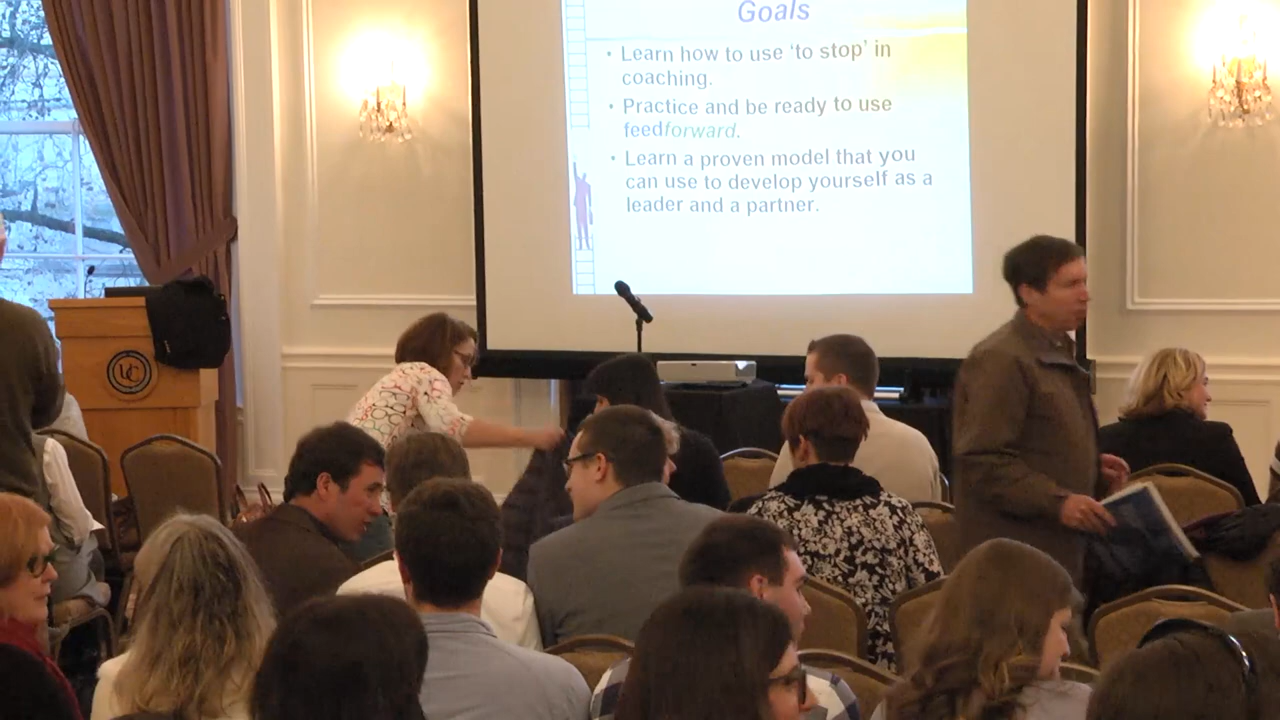 Goals
• Learn how to use ‘to stop’ in
coaching.
• Practice and be ready to use
feedforward.
• Learn a proven model that you
can use to develop yourself as a
leader and a partner.
UC